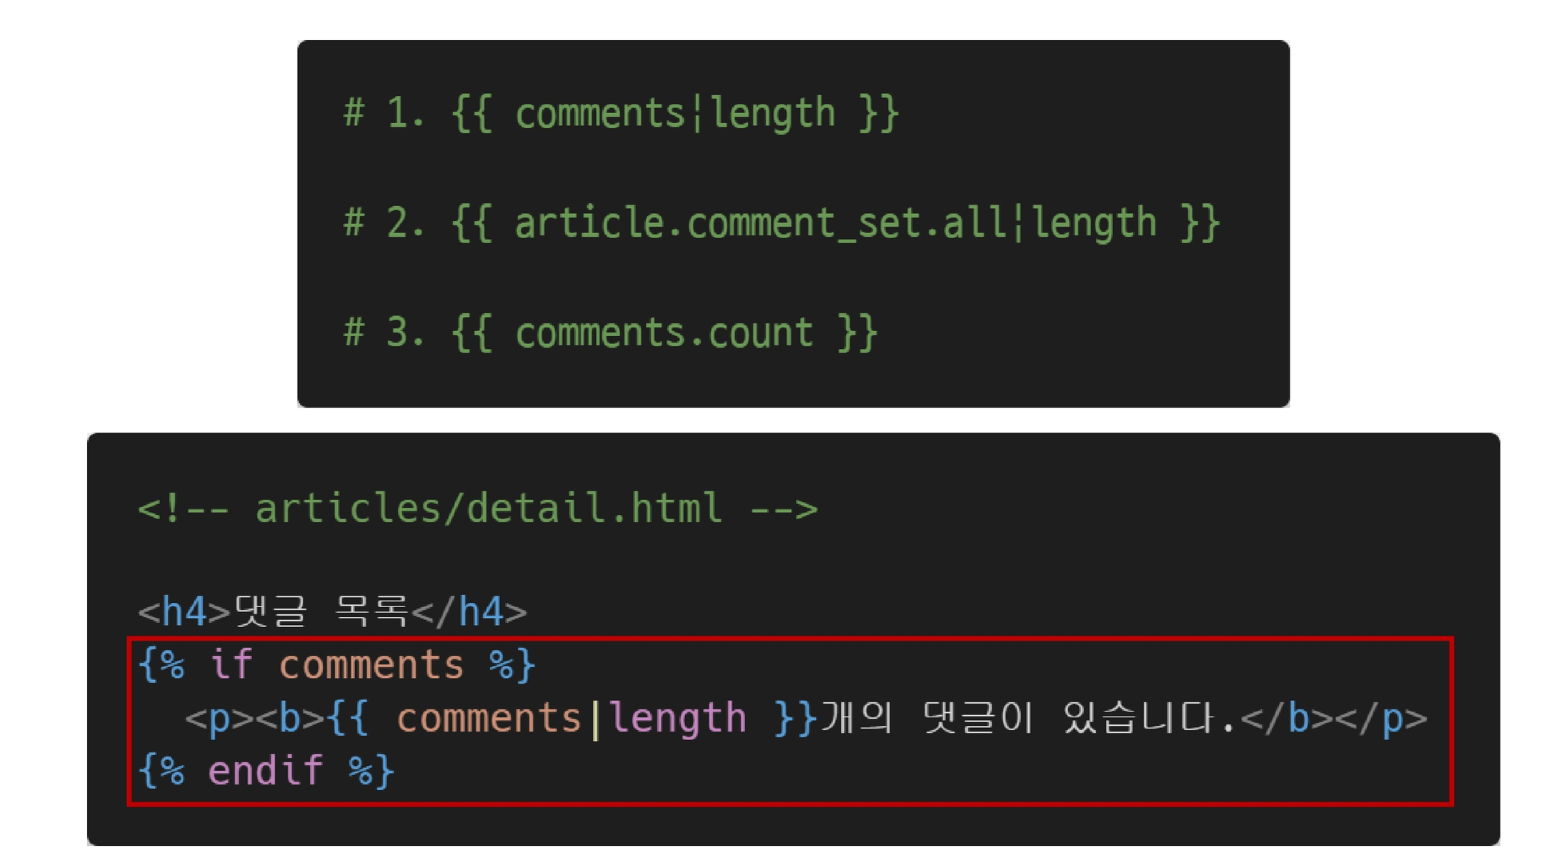 # 1. {{ comments|length }}
# 2. {{ article.comment_set.all|length }}
# 3. {{ comments.count }}
<!-- articles/detail.html -->
<h4>댓글 목록</h4>
{% if comments %}
<p><b>{{ comments|length }}개의 댓글이 있습니다.</b></p>
{% endif %}